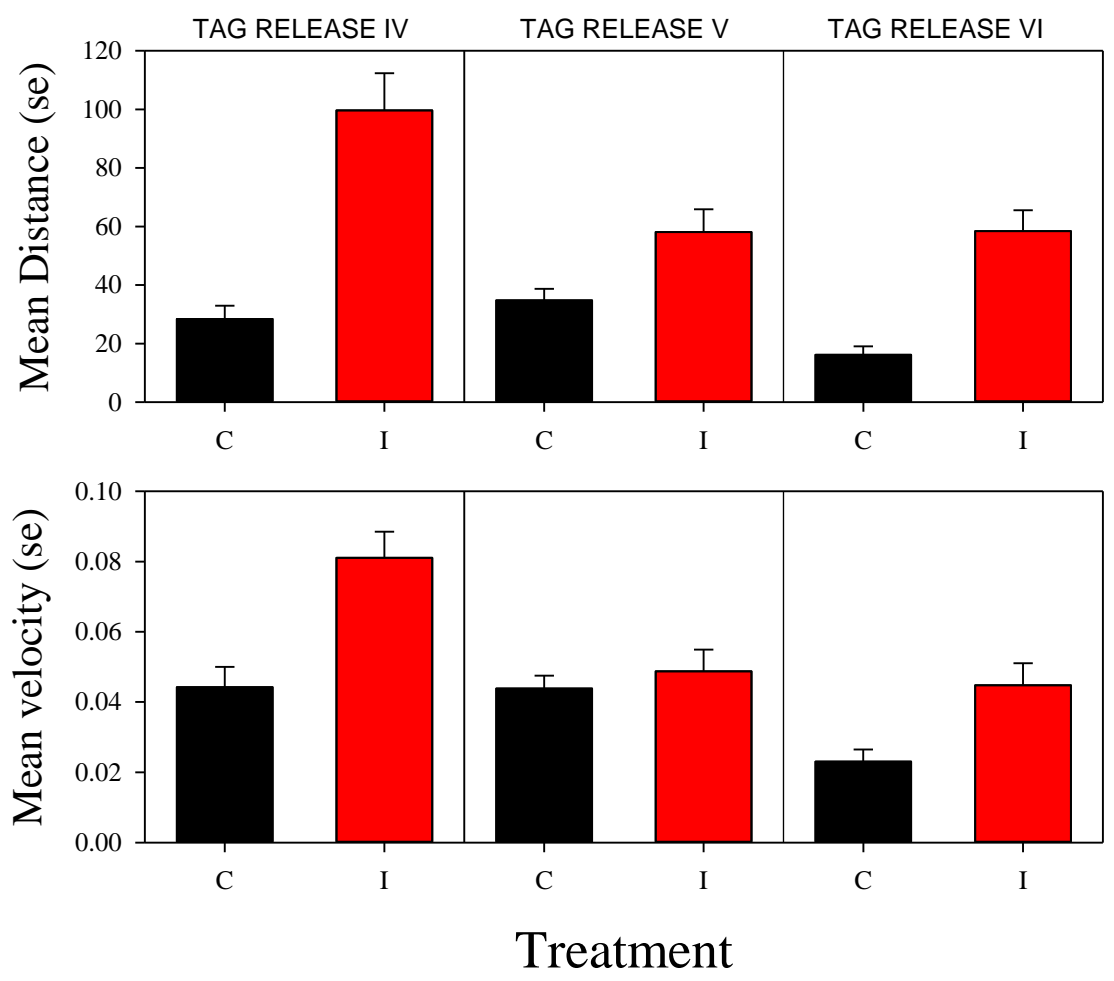 TAG RELEASE IV TAG RELEASE V TAG RELEASE VI
Mean Distance (se)
120
100
80
60
40
20
0
C I C I C I
Mean velocity (se)
0.10
0.08
0.06
0.04
0.02
0.00
C I C I C I
Treatment